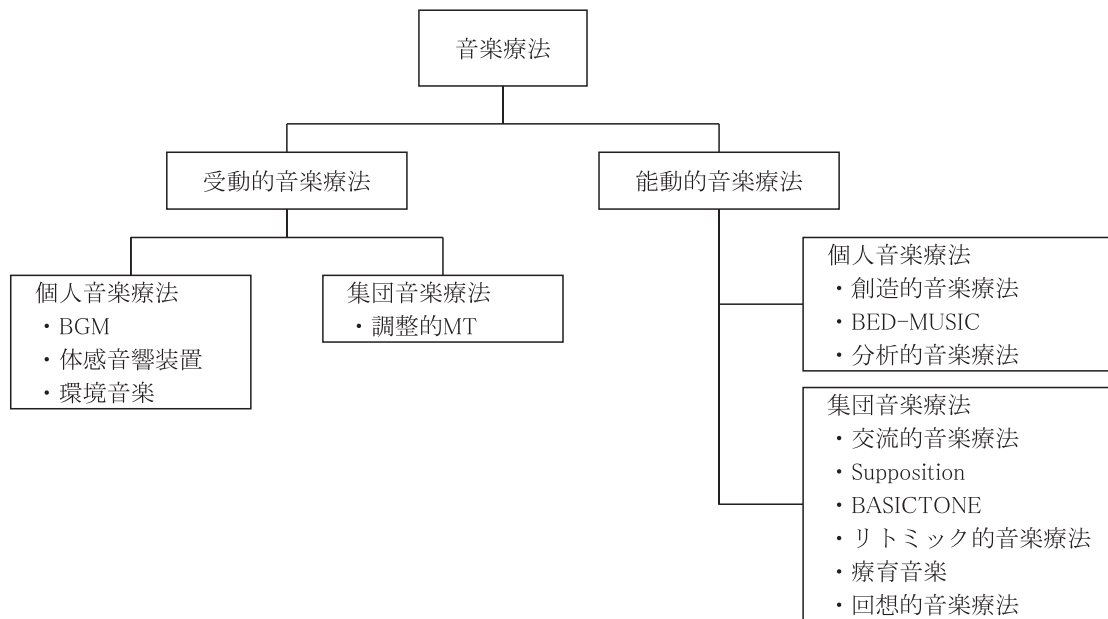 音楽療法
受動的音楽療法
能動的音楽療法
個人音楽療法
・BGM
・体感音響装置
・環境音楽
集団音楽療法
・調整的MT
個人音楽療法
・創造的音楽療法
・BED-MUSIC
・分析的音楽療法
集団音楽療法
・交流的音楽療法
・Supposition
・BASICTONE
・リトミック的音楽療法
・療育音楽
・回想的音楽療法